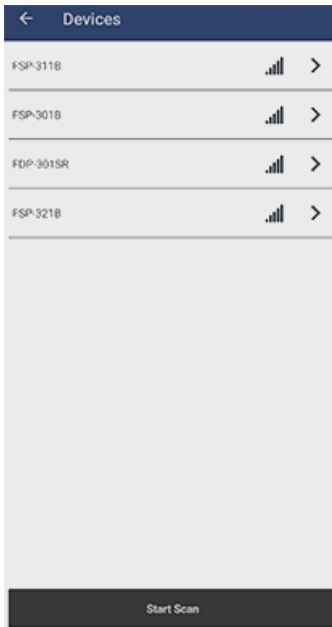 Devices
FSP-311B
FSP-301B
FDP-301SR
FSP-321B
Start Scan